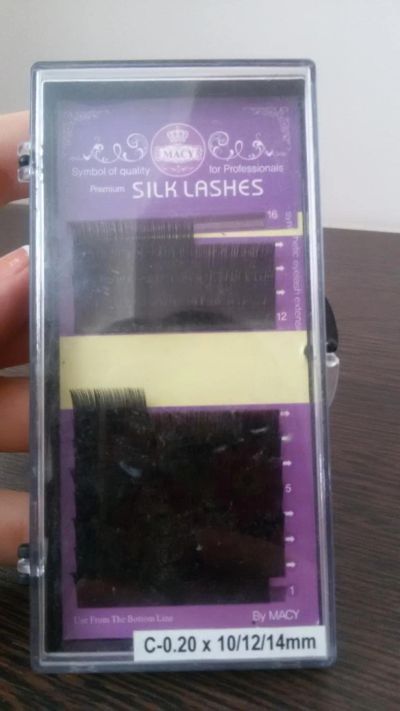 MACY
Symbol of quality for Professionals
Premium SILK LASHES
16
12
5
1
Use From The Bottom Line
By MACY
C-0.20 x 10/12/14mm